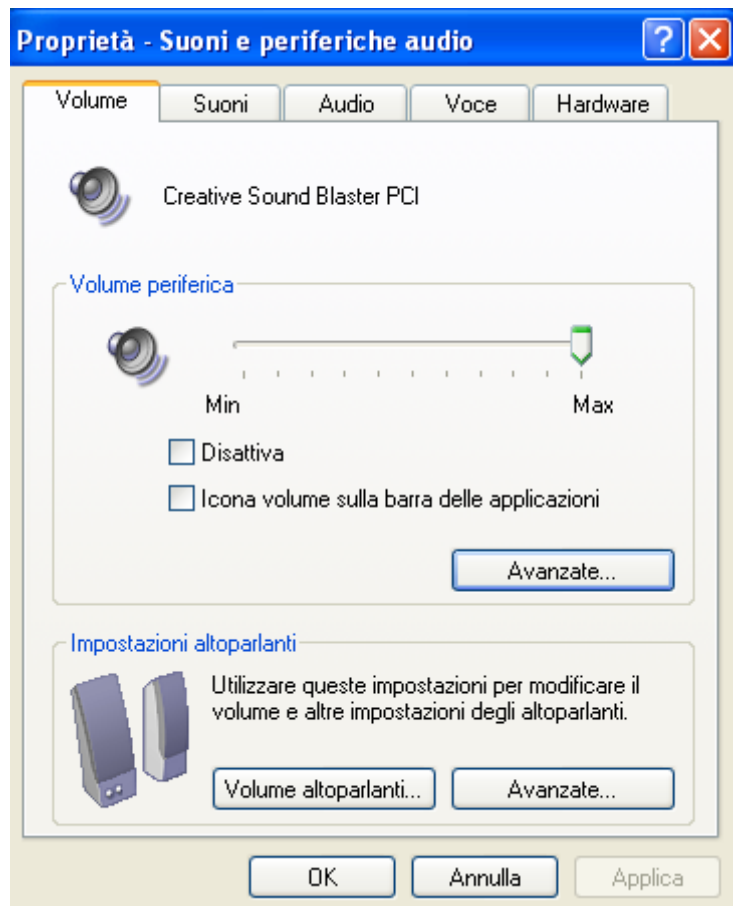 Proprietà - Suoni e periferiche audio
Volume Suoni Audio Voce Hardware
Creative Sound Blaster PCI
Volume periferica
Min Max
Disattiva
Icona volume sulla barra delle applicazioni
Avanzate...
Impostazioni altoparlanti
Utilizzare queste impostazioni per modificare il
volume e altre impostazioni degli altoparlanti.
Volume altoparlanti... Avanzate...
OK Annulla Applica